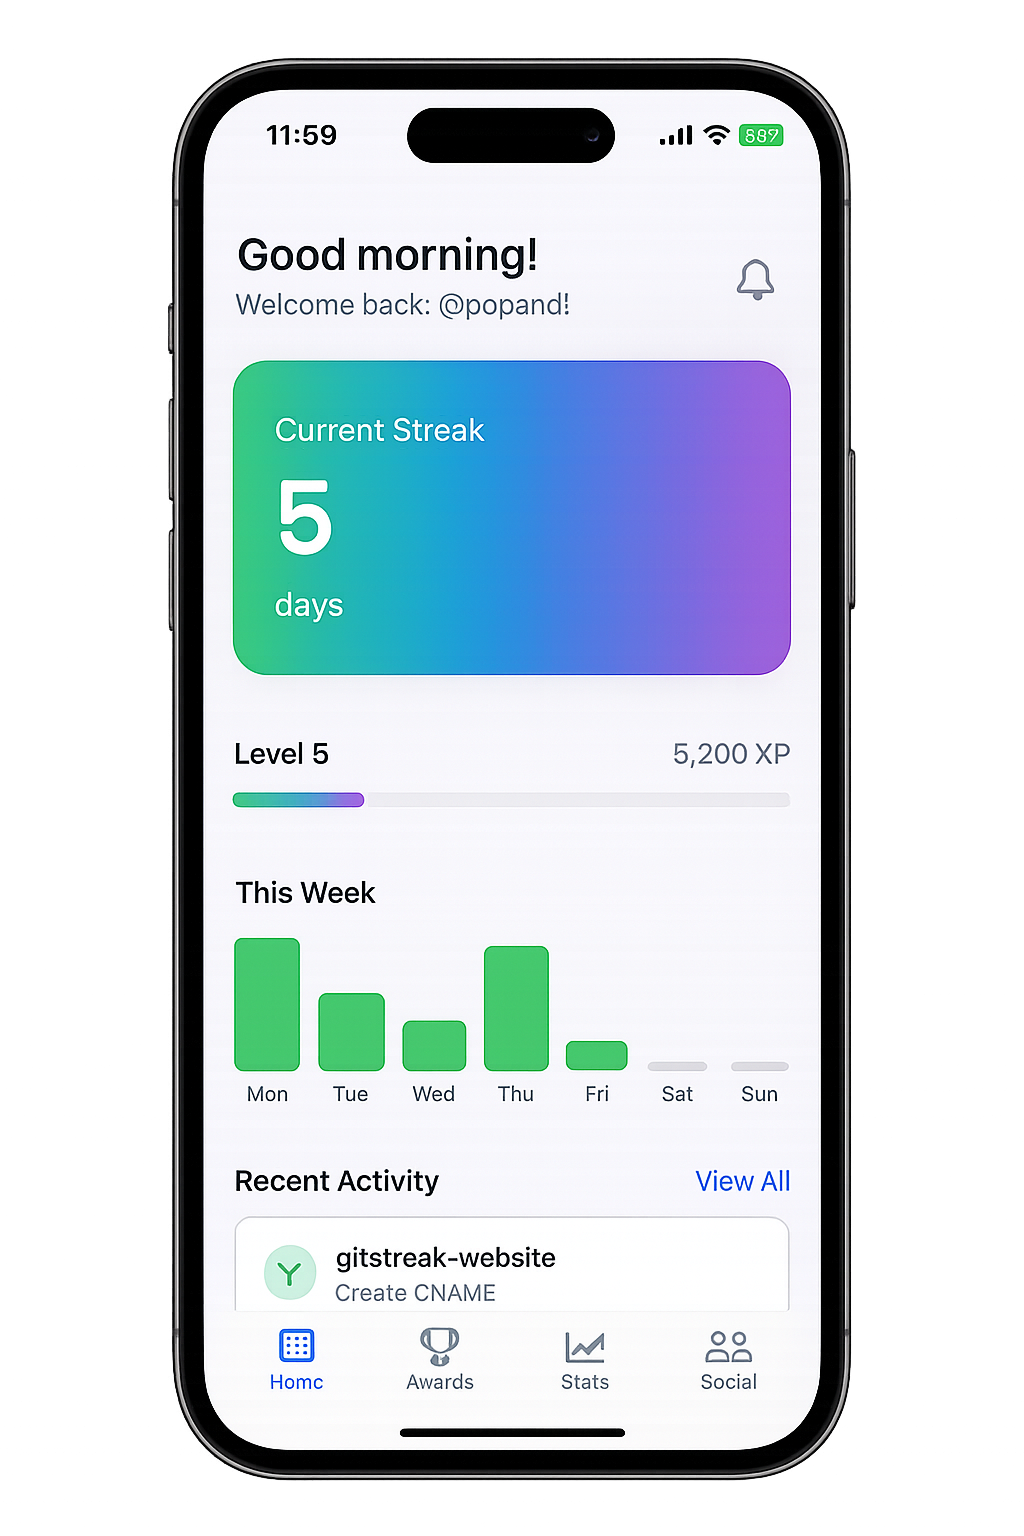 11:59
Good morning!
Welcome back: @popand!
Current Streak
5
days
Level 5 5,200 XP
This Week
Mon Tue Wed Thu Fri Sat Sun
Recent Activity View All
gitstreak-website
Create CNAME
Homc Awards Stats Social